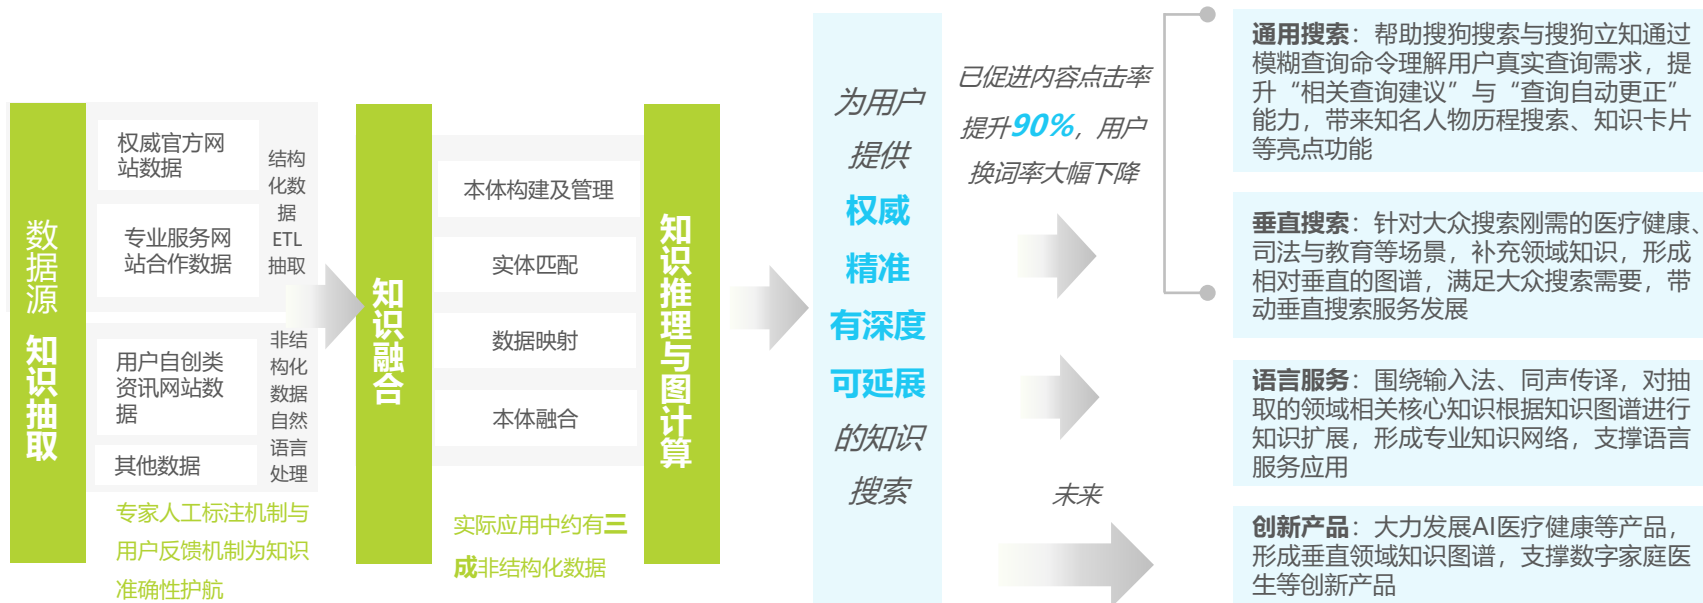 数据源
知识抽取
权威官方网
站数据
专业服务网
站合作数据
结构
化数
据
ETL
抽取
用户自创类
资讯网站数
据
其他数据
非结
构化
数据
自然
语言
处理
专家人工标注机制与
用户反馈机制为知识
准确性护航
知识融合
本体构建及管理
实体匹配
数据映射
本体融合
实际应用中约有三
成非结构化数据
知识推理与图计算
为用户
提供
权威
精准
有深度
可延展
的知识
搜索
已促进内容点击率
提升90%，用户
换词率大幅下降
未来
通用搜索：帮助搜狗搜索与搜狗立知通过
模糊查询命令理解用户真实查询需求，提
升“相关查询建议”与“查询自动更正”
能力，带来知名人物历程搜索、知识卡片
等亮点功能
垂直搜索：针对大众搜索刚需的医疗健康、
司法与教育等场景，补充领域知识，形成
相对垂直的图谱，满足大众搜索需要，带
动垂直搜索服务发展
语言服务：围绕输入法、同声传译，对抽
取的领域相关核心知识根据知识图谱进行
知识扩展，形成专业知识网络，支撑语言
服务应用
创新产品：大力发展AI医疗健康等产品，
形成垂直领域知识图谱，支撑数字家庭医
生等创新产品